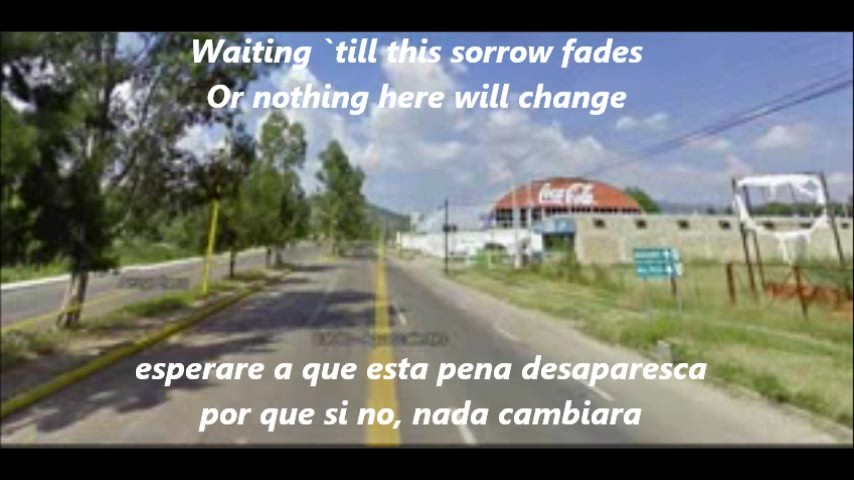 Waiting `till this sorrow fades
Or nothing here will change
Coca-Cola
esperare a que esta pena desaparesca
por que si no, nada cambiara